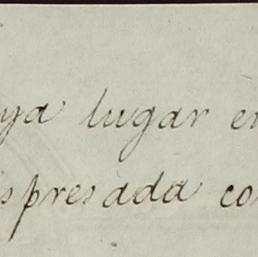 ya lugar en
spresada co